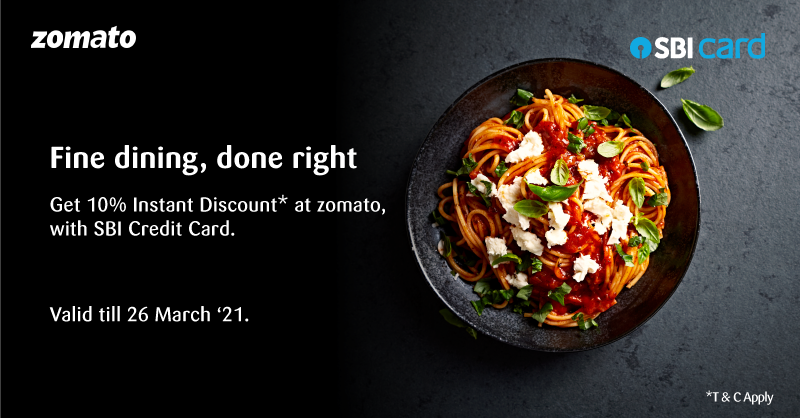 zomato
SBI card
Fine dining, done right
Get 10% Instant Discount* at zomato,
with SBI Credit Card.
Valid till 26 March ‘21.
*T & C Apply